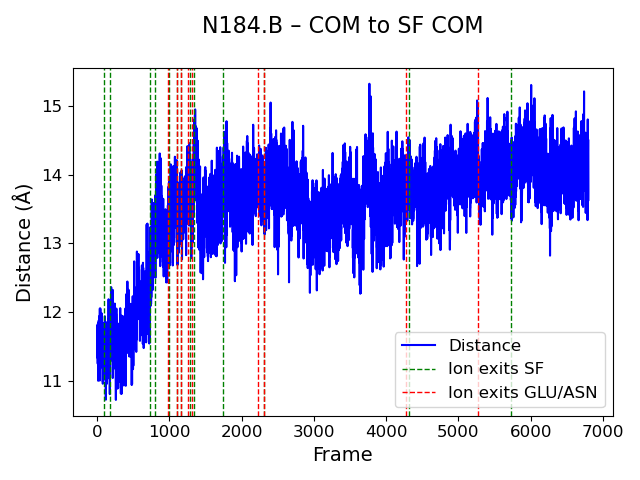 N184.B – COM to SF COM
Distance (Å)
15
14
13
12
11
Distance
Ion exits SF
Ion exits GLU/ASN
0 1000 2000 3000 4000 5000 6000 7000
Frame